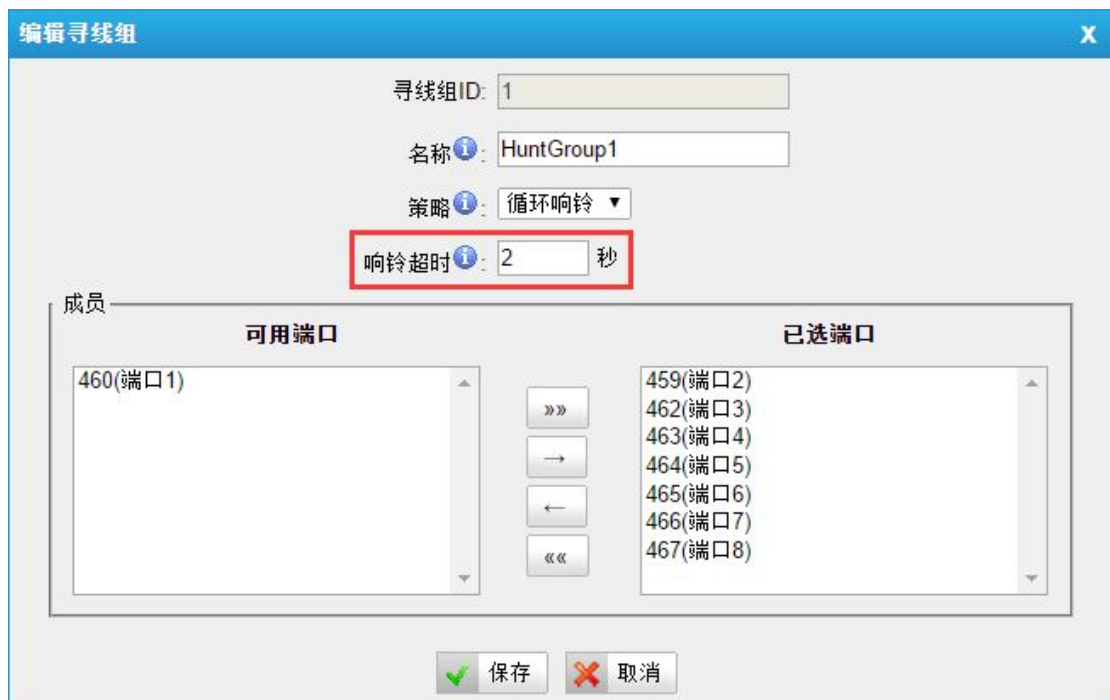 编辑寻线组 X
寻线组ID: 1
名称 : HuntGroup1
策略 : 循环响铃
响铃超时 : 2 秒
成员
可用端口 已选端口
460(端口1)
459(端口2)
462(端口3)
463(端口4)
464(端口5)
465(端口6)
466(端口7)
467(端口8)
»»
→
←
««
保存 取消